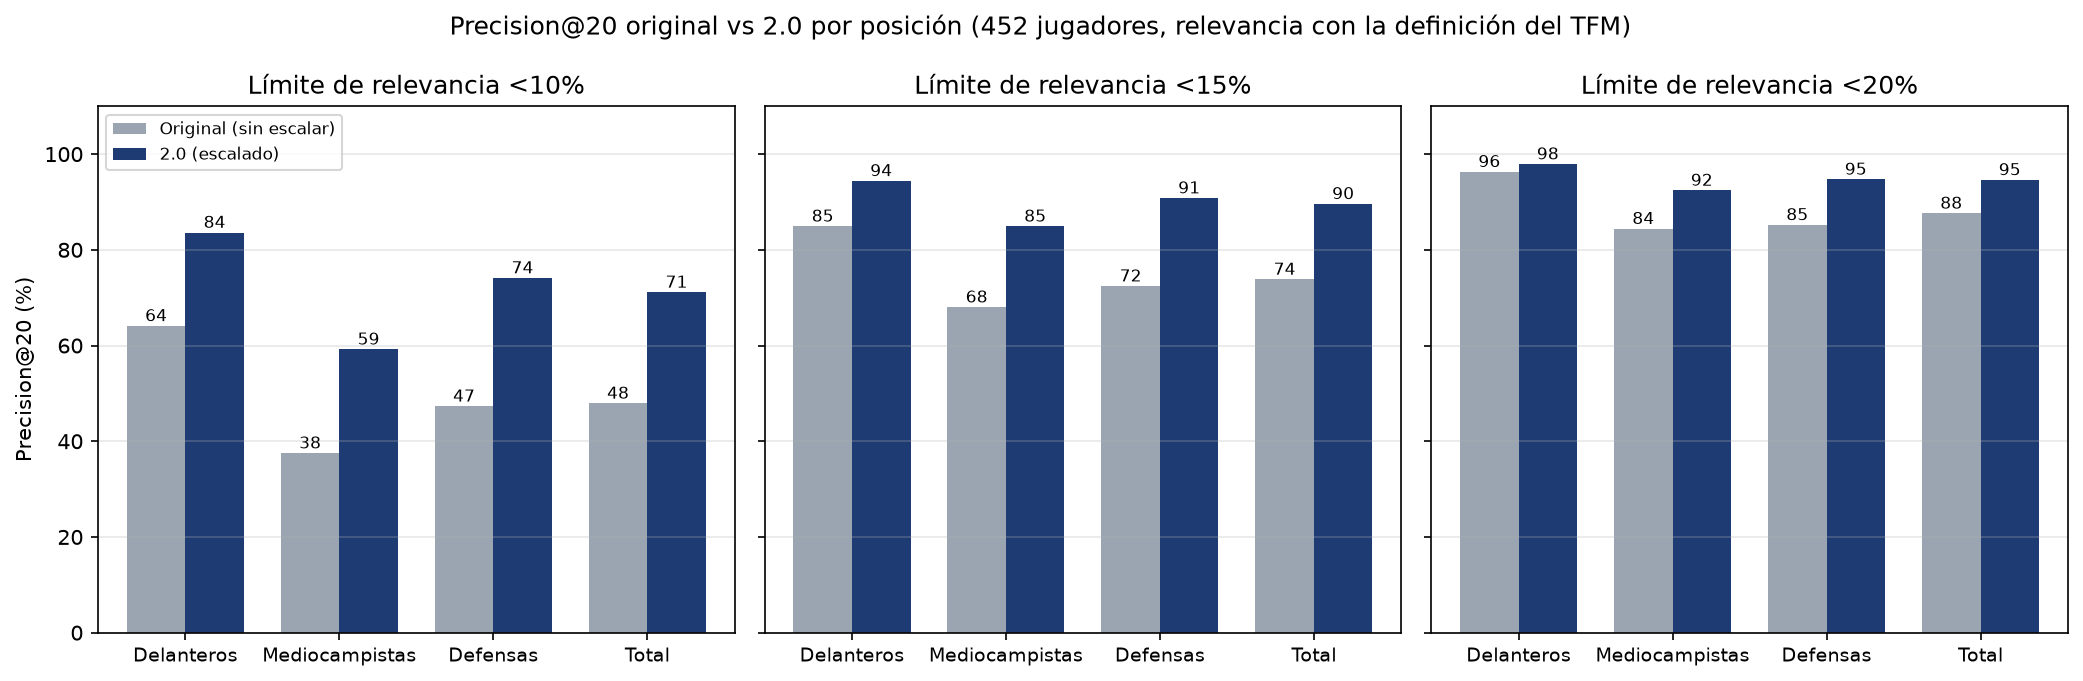 Precision@20 original vs 2.0 por posición (452 jugadores, relevancia con la definición del TFM)
Límite de relevancia <10%
Original (sin escalar)
2.0 (escalado)
Precision@20 (%)
100
80
60
40
20
0
64
84
38
59
47
74
48
71
Delanteros
Mediocampistas
Defensas
Total
Límite de relevancia <15%
85
94
68
85
72
91
74
90
Delanteros
Mediocampistas
Defensas
Total
Límite de relevancia <20%
96
98
84
92
85
95
88
95
Delanteros
Mediocampistas
Defensas
Total